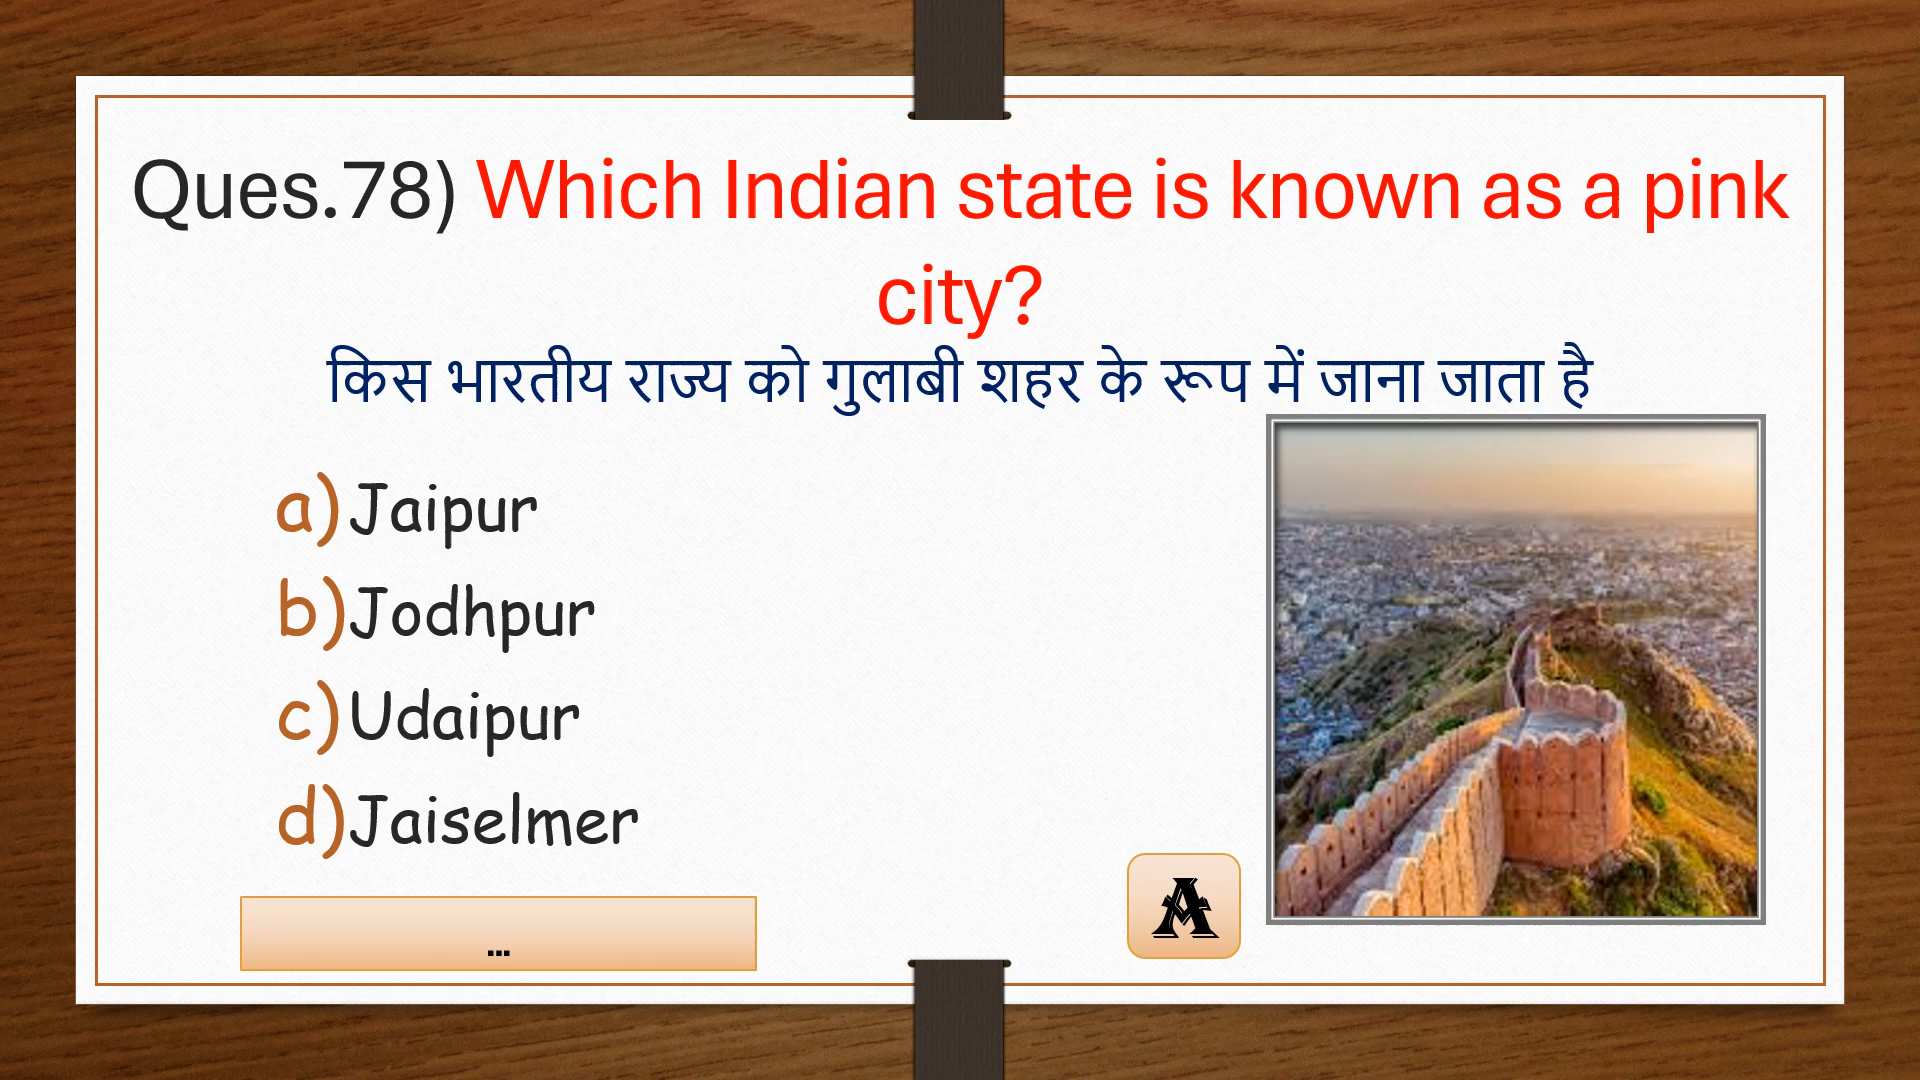 Ques.78) Which Indian state is known as a pink
city?
किस भारतीय राज्य को गुलाबी शहर के रूप में जाना जाता है
a) Jaipur
b) Jodhpur
c) Udaipur
d) Jaiselmer
...
A